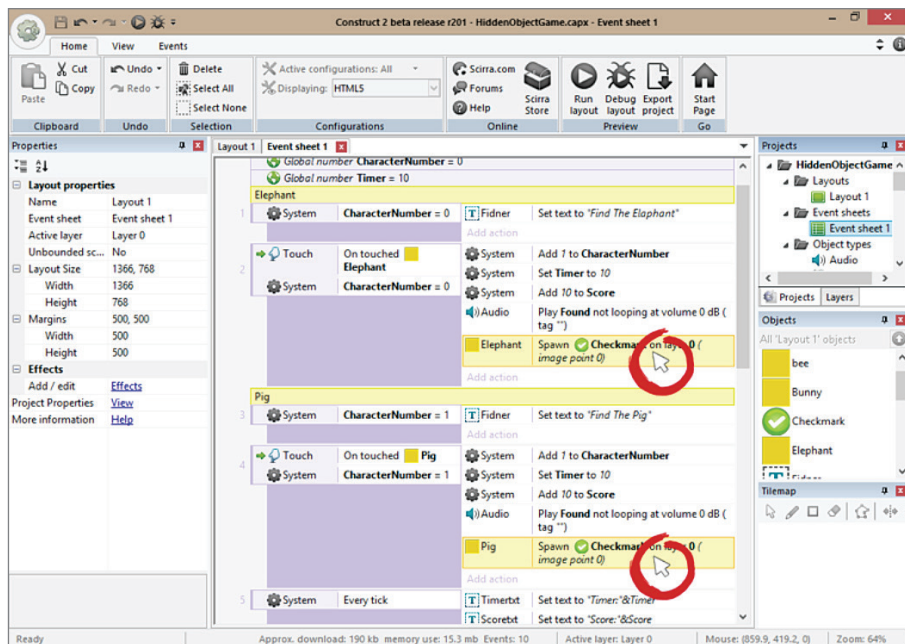 Construct 2 beta release r201 - HiddenObjectGame.capx - Event sheet 1
Home View Events
Paste
Cut
Copy
Clipboard
Undo
Redo
Undo
Delete
Select All
Select None
Selection
Active configurations: All
Displaying: HTML5
Configurations
Scirra.com
Forums
Help
Scirra Store
Online
Run layout
Debug layout
Export project
Preview
Start Page
Go
Properties
Layout properties
Name Layout 1
Event sheet Event sheet 1
Active layer Layer 0
Unbounded sc... No
Layout Size 1366, 768
Width 1366
Height 768
Margins 500, 500
Width 500
Height 500
Effects
Add / edit Effects
Project Properties View
More information Help
Layout 1 Event sheet 1
Global number CharacterNumber = 0
Global number Timer = 10
Elephant
1 System CharacterNumber = 0 T Fidner Set text to "Find The Elaphant"
Add action
2 Touch On touched Elephant System Add 1 to CharacterNumber
System CharacterNumber = 0 System Set Timer to 10
System Add 10 to Score
Audio Play Found not looping at volume 0 dB (
tag "")
Elephant Spawn Checkmark on layer 0 (
image point 0)
Add action
Pig
3 System CharacterNumber = 1 T Fidner Set text to "Find The Pig"
Add action
4 Touch On touched Pig System Add 1 to CharacterNumber
System CharacterNumber = 1 System Set Timer to 10
System Add 10 to Score
Audio Play Found not looping at volume 0 dB (
tag "")
Pig Spawn Checkmark on layer 0 (
image point 0)
Add action
5 System Every tick T Timertxt Set text to "Timer:"&Timer
T Scoretxt Set text to "Score:"&Score
Projects
HiddenObjectGame
Layouts
Layout 1
Event sheets
Event sheet 1
Object types
Audio
Projects Layers
Objects
All 'Layout 1' objects
bee
Bunny
Checkmark
Elephant
T Fidner
Tilemap
Ready
Approx. download: 190 kb memory use: 15.3 mb Events: 10
Active layer: Layer 0
Mouse: (859.9, 419.2, 0)
Zoom: 64%